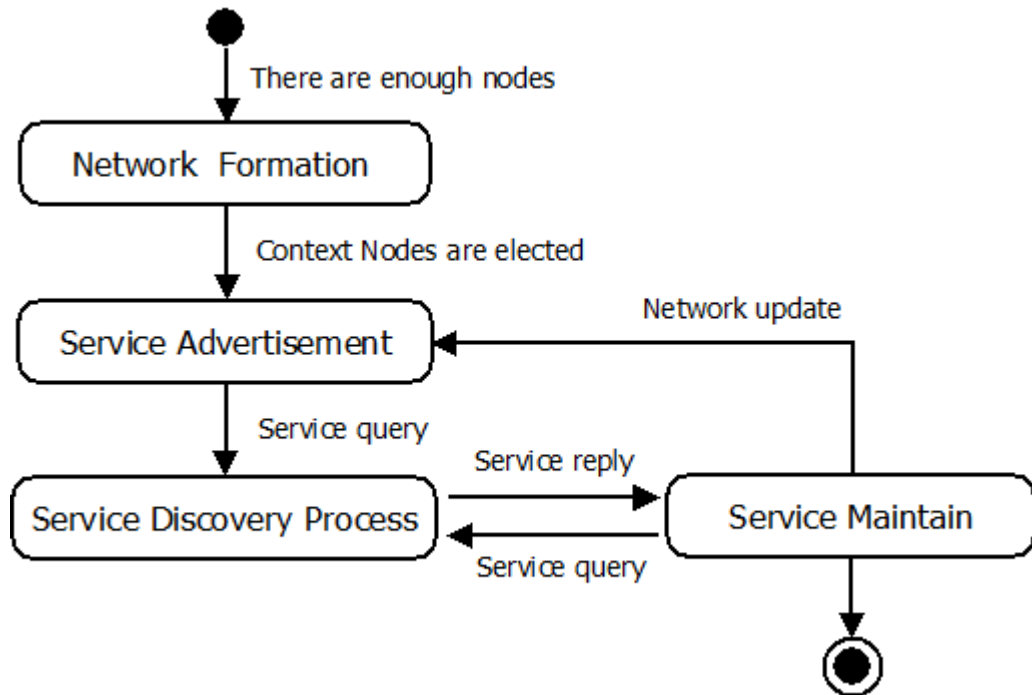 There are enough nodes
Network Formation
Context Nodes are elected
Network update
Service Advertisement
Service query
Service reply
Service Discovery Process
Service Maintain
Service query